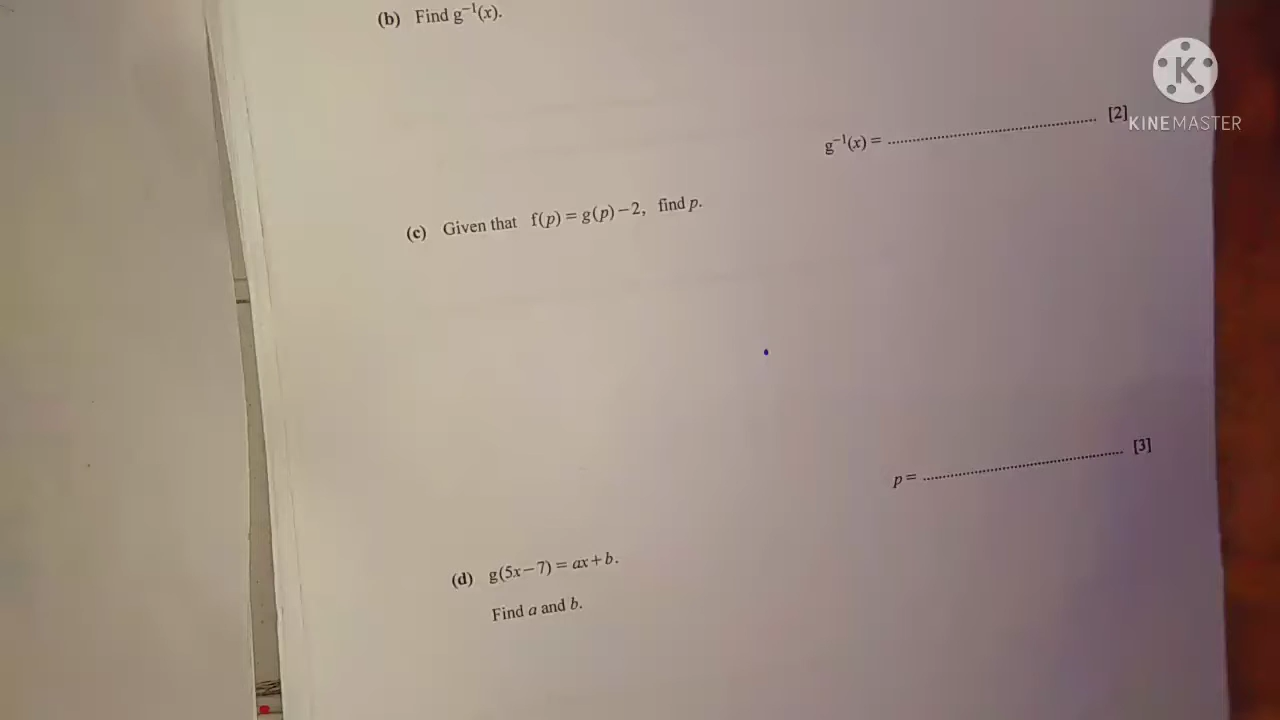 (b) Find g⁻¹(x).
K
KINEMASTER
g⁻¹(x) = ........................................ [2]
(c) Given that f(p) = g(p) − 2, find p.
p = ........................................ [3]
(d) g(5x − 7) = ax + b.
Find a and b.